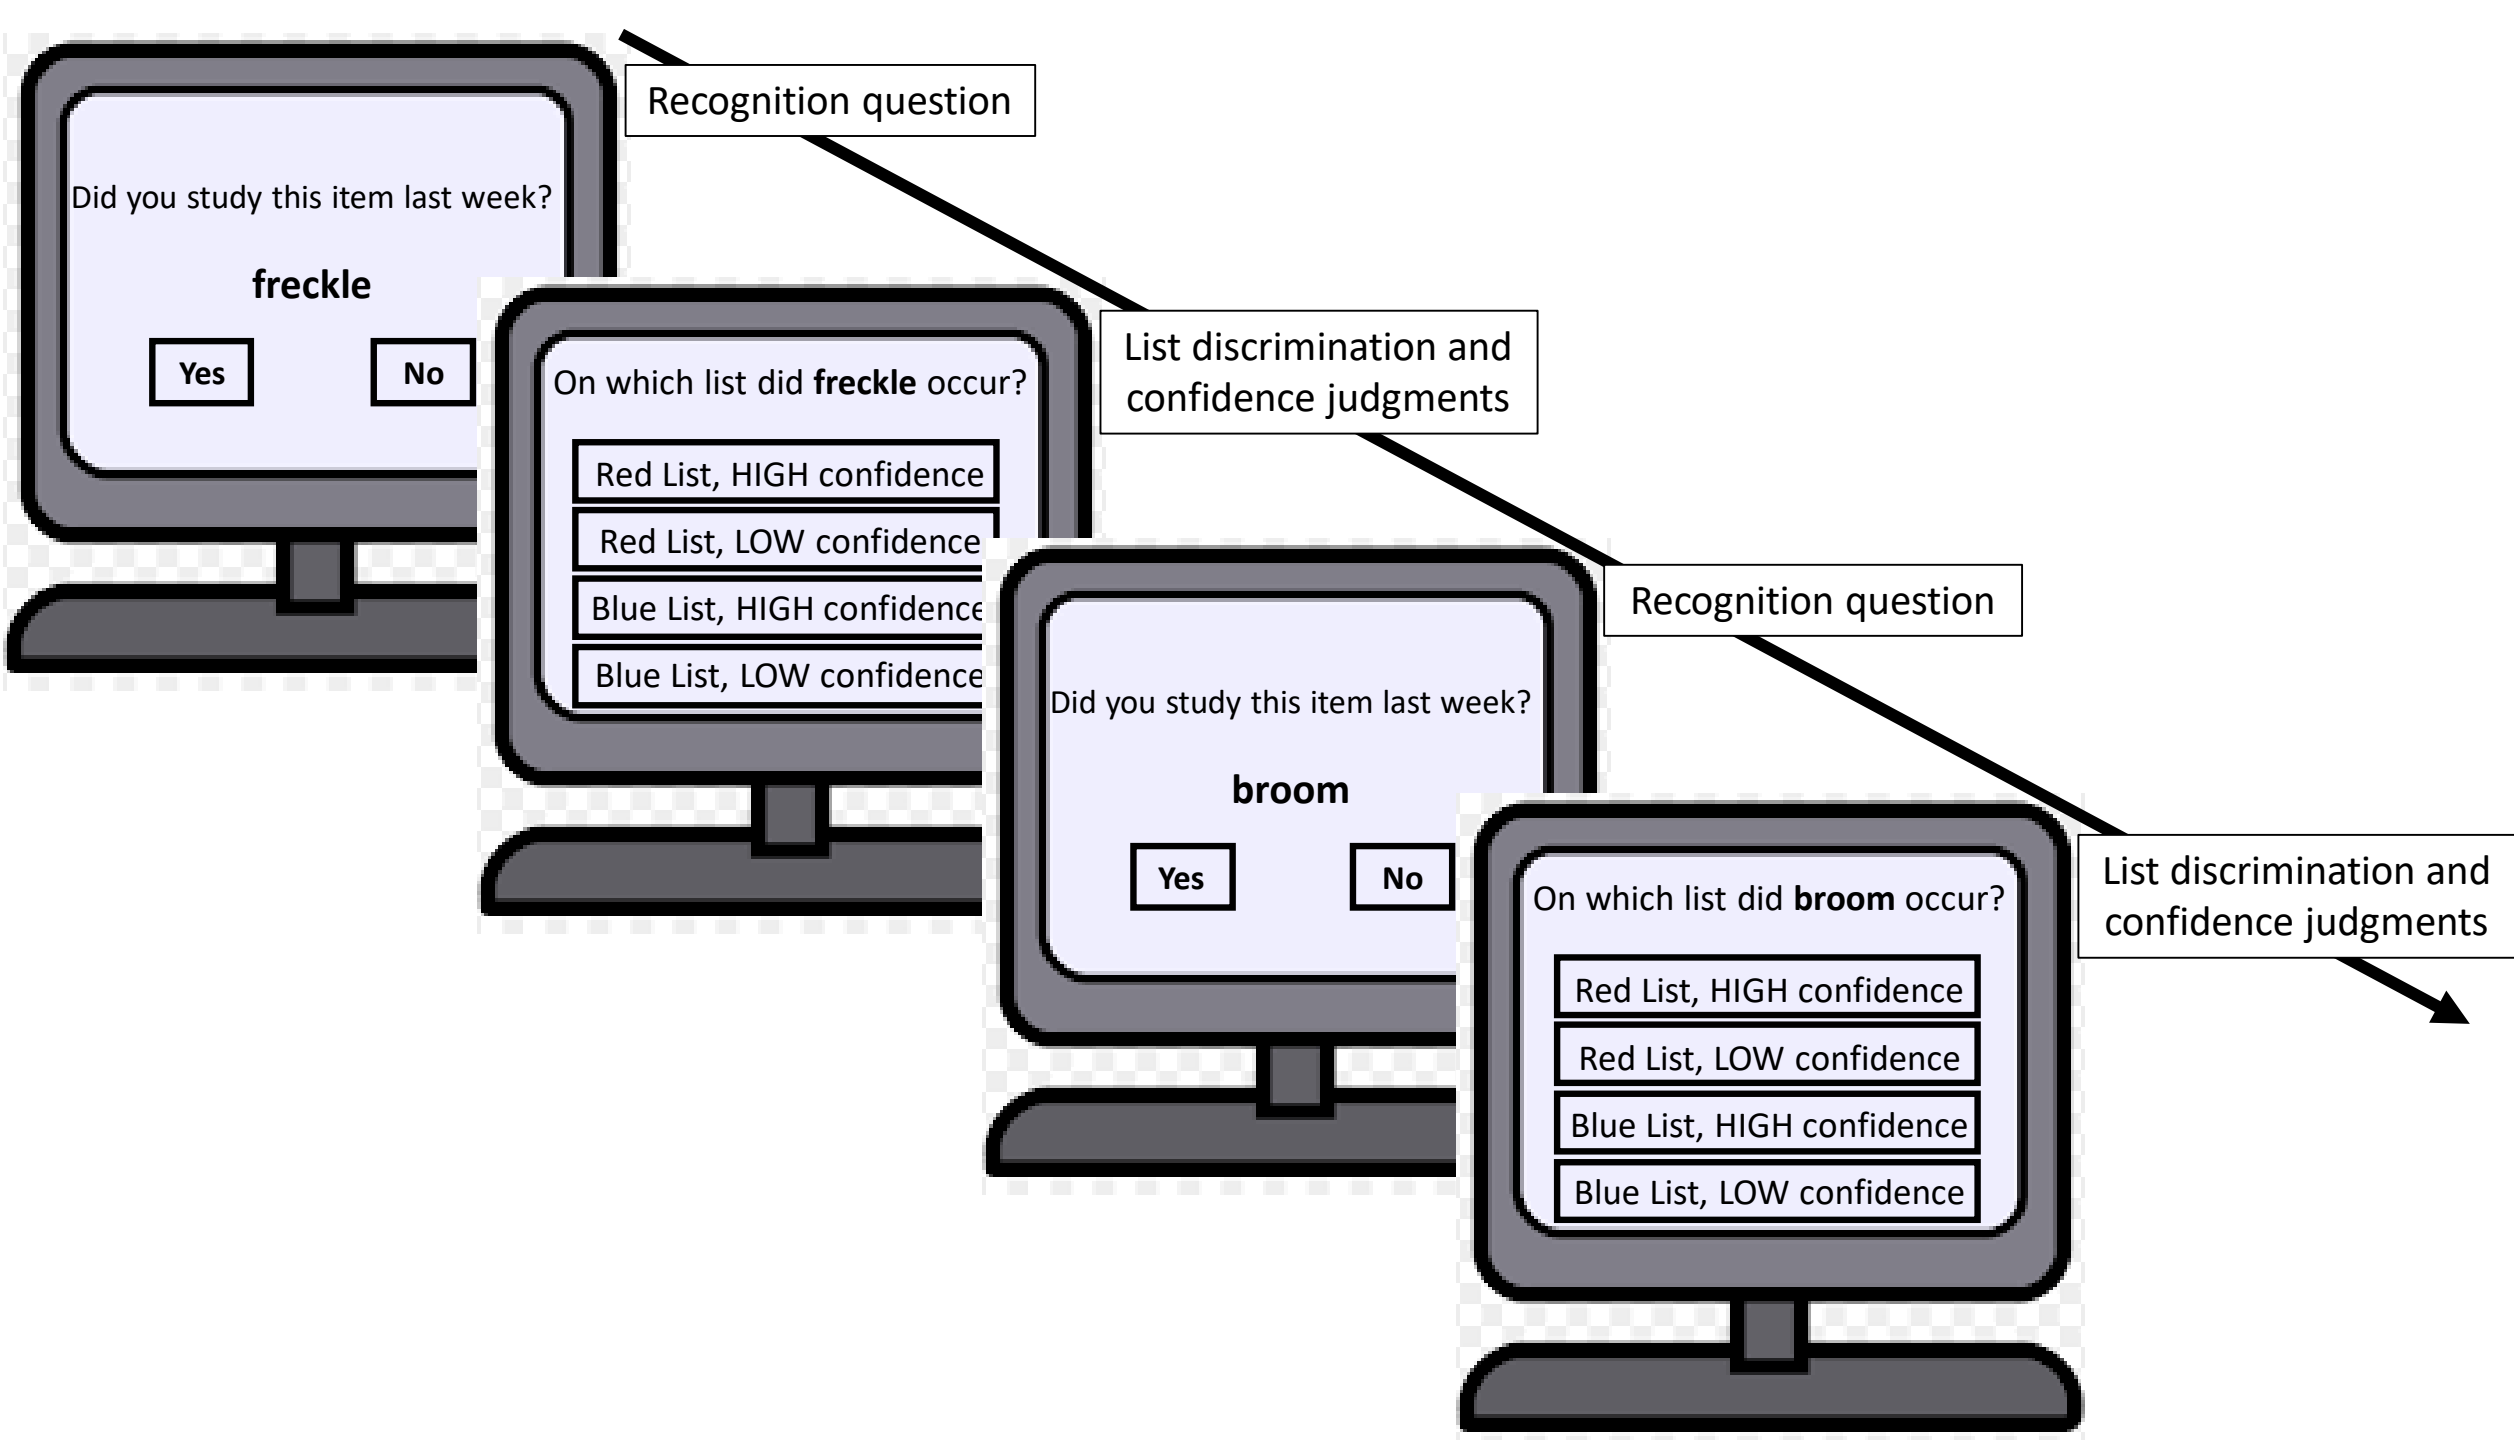 Recognition question
Did you study this item last week?
freckle
Yes
No
List discrimination and
confidence judgments
On which list did freckle occur?
Red List, HIGH confidence
Red List, LOW confidence
Blue List, HIGH confidence
Blue List, LOW confidence
Recognition question
Did you study this item last week?
broom
Yes
No
List discrimination and
confidence judgments
On which list did broom occur?
Red List, HIGH confidence
Red List, LOW confidence
Blue List, HIGH confidence
Blue List, LOW confidence